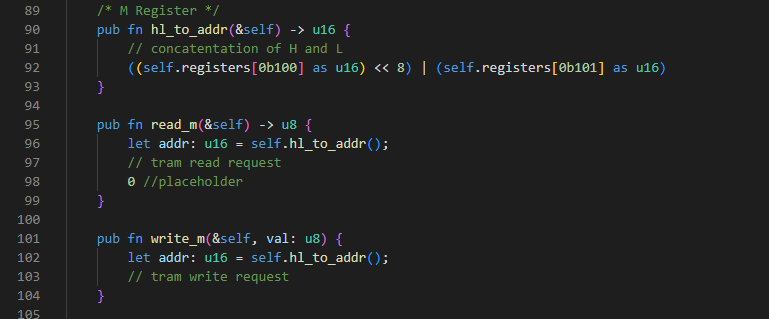 89 /* M Register */
90 pub fn hl_to_addr(&self) -> u16 {
91 // concatentation of H and L
92 ((self.registers[0b100] as u16) << 8) | (self.registers[0b101] as u16)
93 }
94
95 pub fn read_m(&self) -> u8 {
96 let addr: u16 = self.hl_to_addr();
97 // tram read request
98 0 //placeholder
99 }
100
101 pub fn write_m(&self, val: u8) {
102 let addr: u16 = self.hl_to_addr();
103 // tram write request
104 }
105